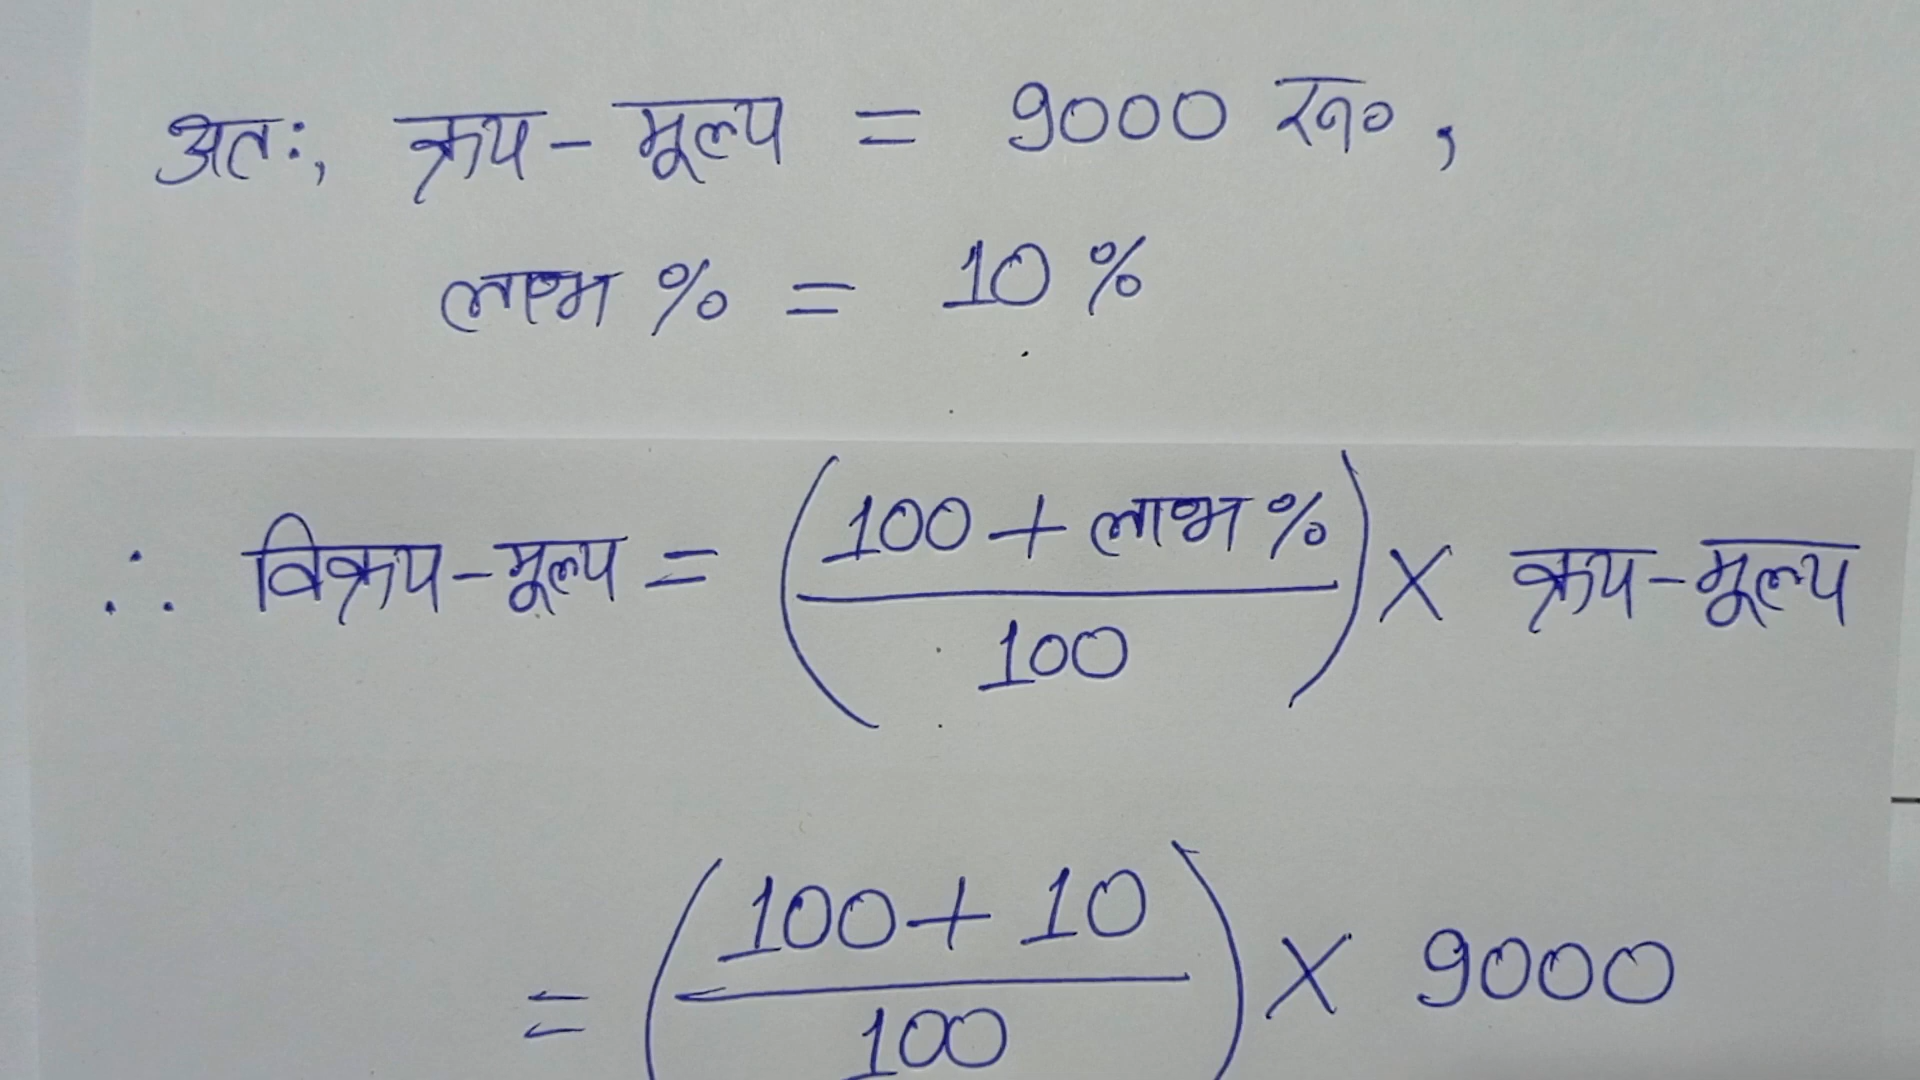 अतः, क्रय-मूल्य = 9000 रू०,
लाभ % = 10 %
∴ विक्रय-मूल्य = (100 + लाभ % / 100) × क्रय-मूल्य
= (100 + 10 / 100) × 9000